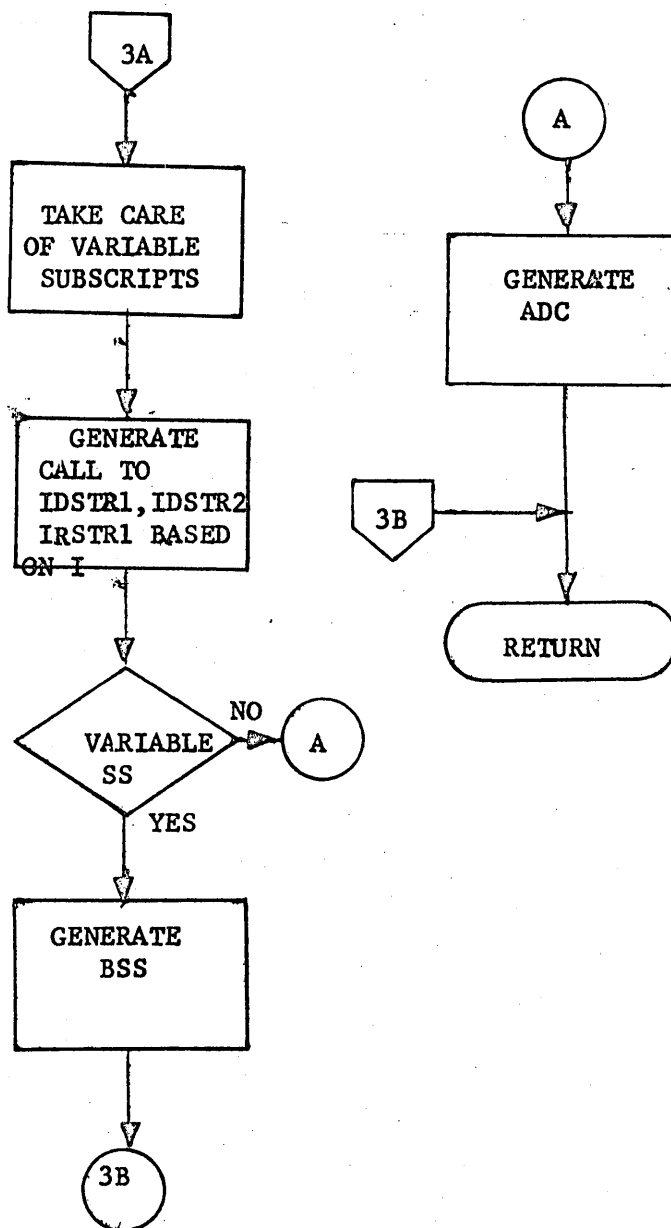 3A
TAKE CARE
OF VARIABLE
SUBSCRIPTS
GENERATE
CALL TO
IDSTR1,IDSTR2
IRSTR1 BASED
ON I
VARIABLE
SS
NO
A
YES
GENERATE
BSS
3B
A
GENERATE
ADC
3B
RETURN